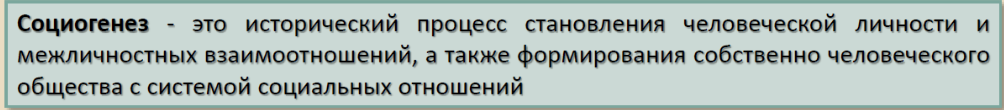 Социогенез - это исторический процесс становления человеческой личности и
межличностных взаимоотношений, а также формирования собственно человеческого
общества с системой социальных отношений